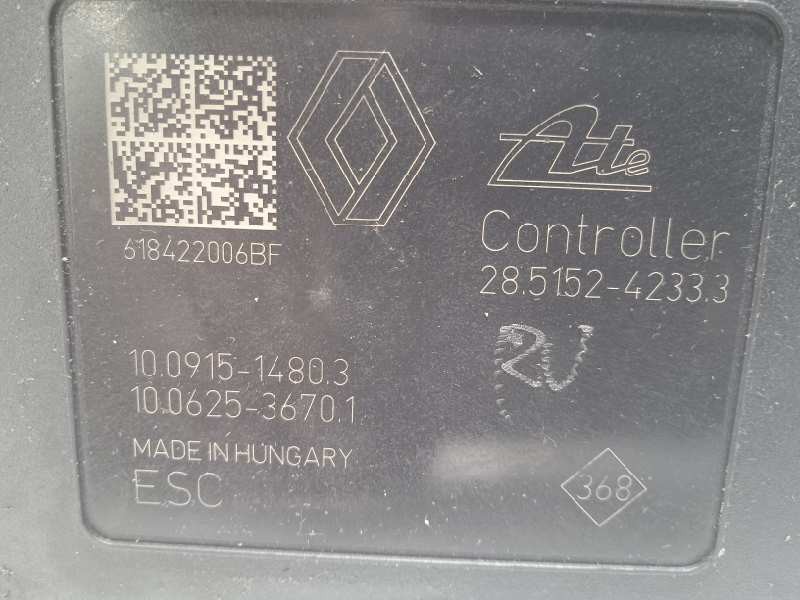 Ate
618422006BF
Controller
28.5152-4233.3
10.0915-1480.3
10.0625-3670.1
RU
MADE IN HUNGARY
ESC
368